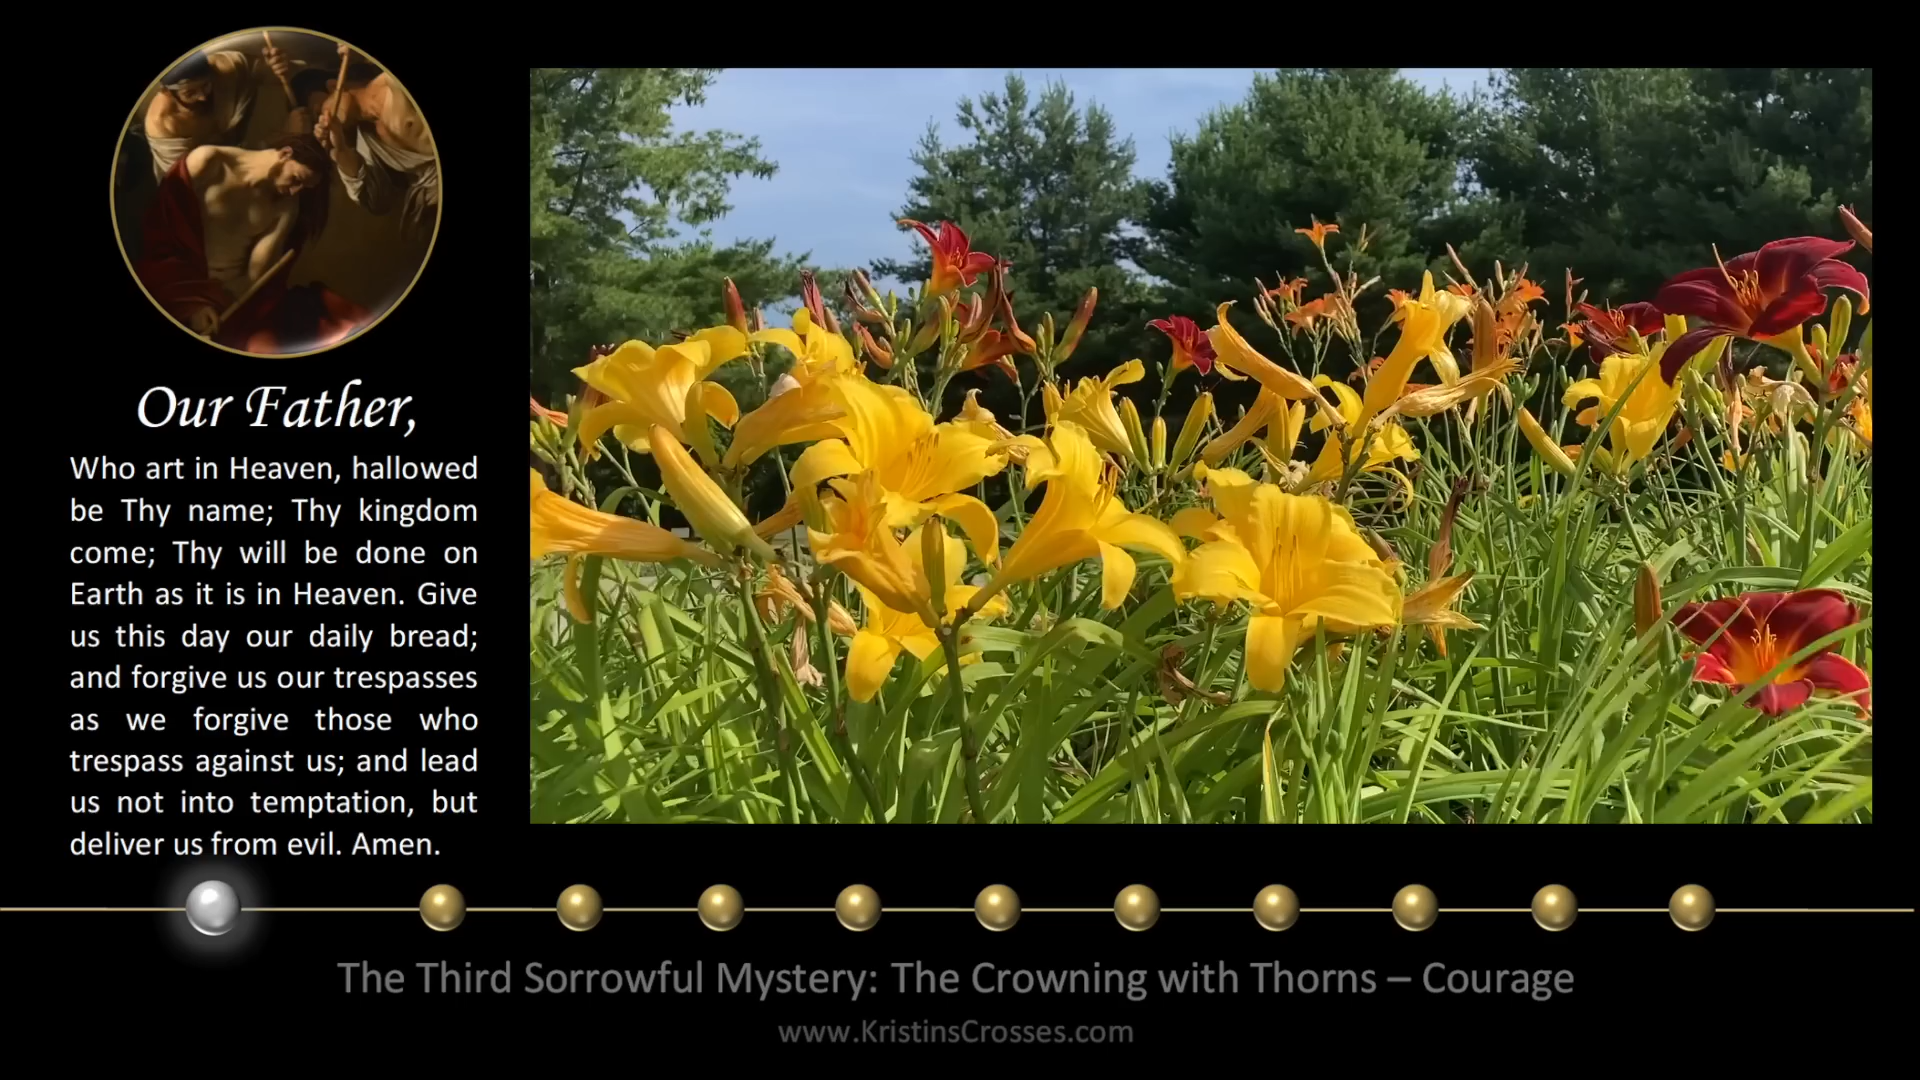 Our Father,
Who art in Heaven, hallowed
be Thy name; Thy kingdom
come; Thy will be done on
Earth as it is in Heaven. Give
us this day our daily bread;
and forgive us our trespasses
as we forgive those who
trespass against us; and lead
us not into temptation, but
deliver us from evil. Amen.
The Third Sorrowful Mystery: The Crowning with Thorns – Courage
www.KristinsCrosses.com